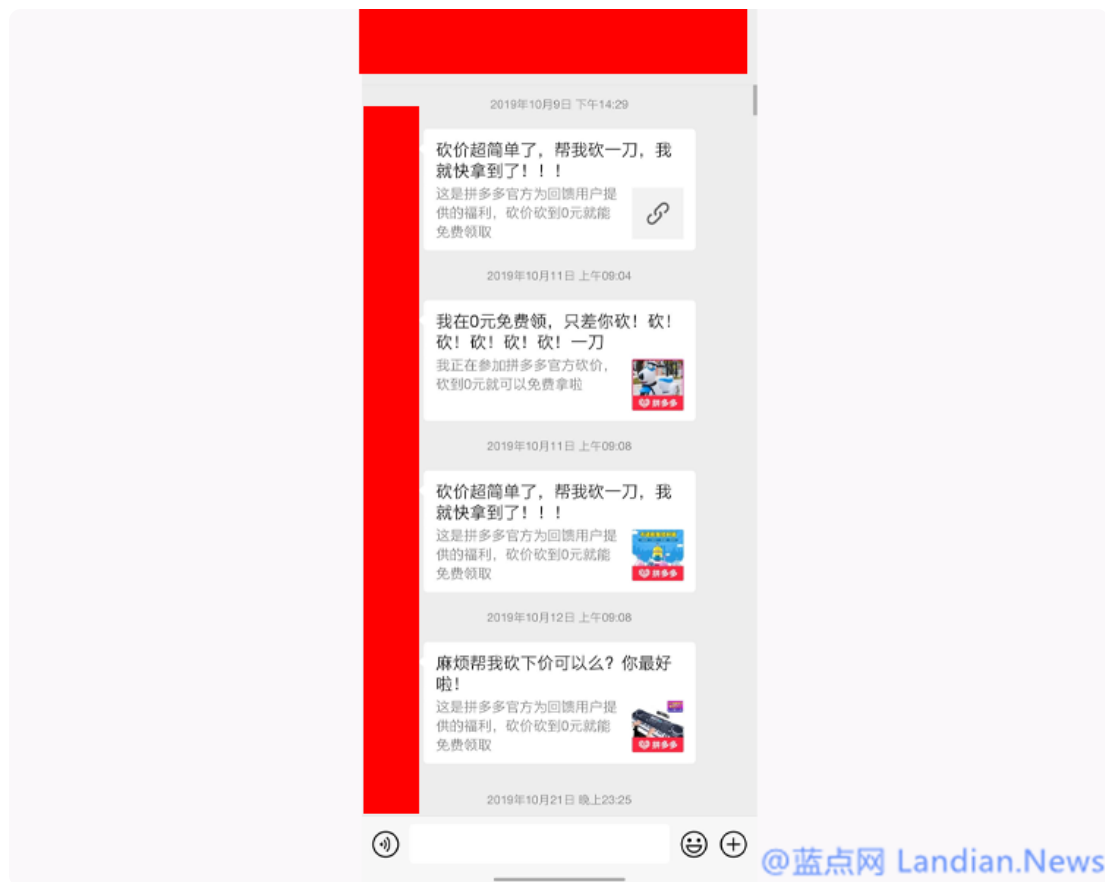 2019年10月9日 下午14:29
砍价超简单了，帮我砍一刀，我
就快拿到了！！！
这是拼多多官方为回馈用户提
供的福利，砍价砍到0元就能
免费领取
2019年10月11日 上午09:04
我在0元免费领，只差你砍！砍！
砍！砍！砍！砍！一刀
我正在参加拼多多官方砍价，
砍到0元就可以免费拿啦
拼多多
2019年10月11日 上午09:08
砍价超简单了，帮我砍一刀，我
就快拿到了！！！
这是拼多多官方为回馈用户提
供的福利，砍价砍到0元就能
免费领取
拼多多
2019年10月12日 上午09:08
麻烦帮我砍下价可以么？你最好
啦！
这是拼多多官方为回馈用户提
供的福利，砍价砍到0元就能
免费领取
拼多多
2019年10月21日 晚上23:25
@蓝点网 Landian.News